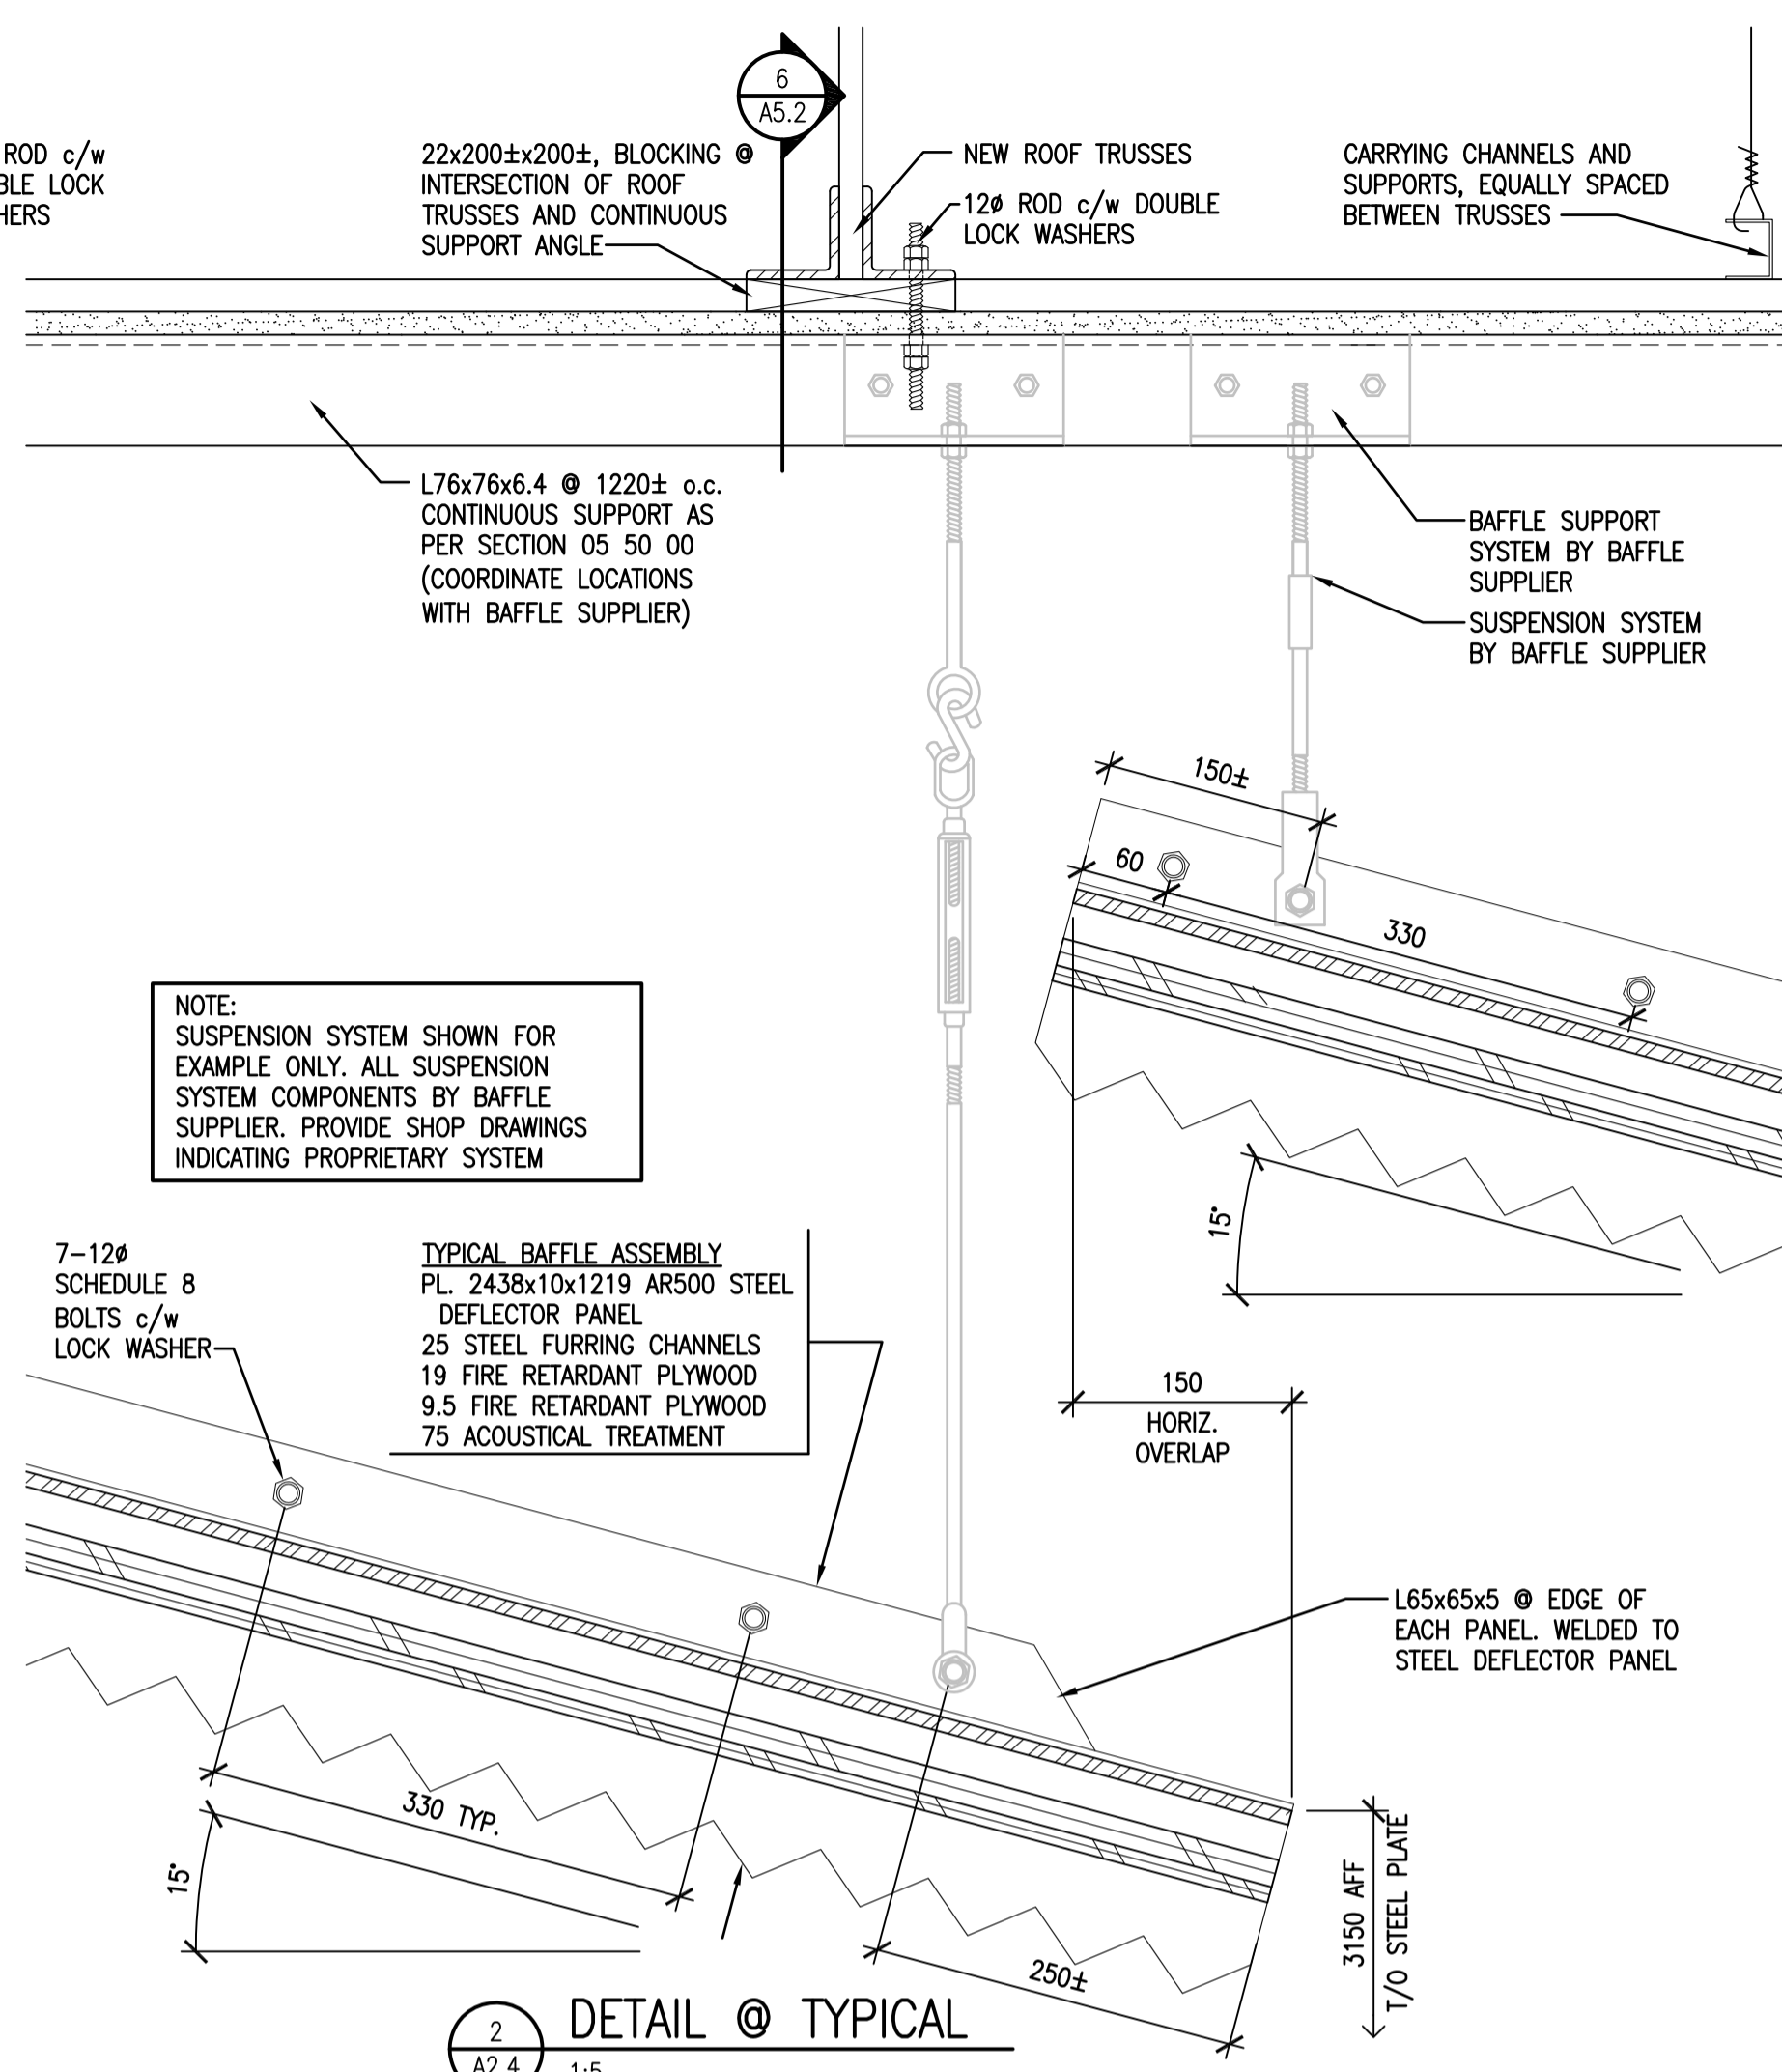 6
A5.2
ROD c/w
BLE LOCK
HERS
22x200±x200±, BLOCKING @
INTERSECTION OF ROOF
TRUSSES AND CONTINUOUS
SUPPORT ANGLE
NEW ROOF TRUSSES
12ø ROD c/w DOUBLE
LOCK WASHERS
CARRYING CHANNELS AND
SUPPORTS, EQUALLY SPACED
BETWEEN TRUSSES
L76x76x6.4 @ 1220± o.c.
CONTINUOUS SUPPORT AS
PER SECTION 05 50 00
(COORDINATE LOCATIONS
WITH BAFFLE SUPPLIER)
BAFFLE SUPPORT
SYSTEM BY BAFFLE
SUPPLIER
SUSPENSION SYSTEM
BY BAFFLE SUPPLIER
150±
60
330
NOTE:
SUSPENSION SYSTEM SHOWN FOR
EXAMPLE ONLY. ALL SUSPENSION
SYSTEM COMPONENTS BY BAFFLE
SUPPLIER. PROVIDE SHOP DRAWINGS
INDICATING PROPRIETARY SYSTEM
15°
7-12ø
SCHEDULE 8
BOLTS c/w
LOCK WASHER
TYPICAL BAFFLE ASSEMBLY
PL. 2438x10x1219 AR500 STEEL
DEFLECTOR PANEL
25 STEEL FURRING CHANNELS
19 FIRE RETARDANT PLYWOOD
9.5 FIRE RETARDANT PLYWOOD
75 ACOUSTICAL TREATMENT
150
HORIZ.
OVERLAP
L65x65x5 @ EDGE OF
EACH PANEL. WELDED TO
STEEL DEFLECTOR PANEL
330 TYP.
15°
250±
3150 AFF
T/O STEEL PLATE
2
A2.4
DETAIL @ TYPICAL
1:5